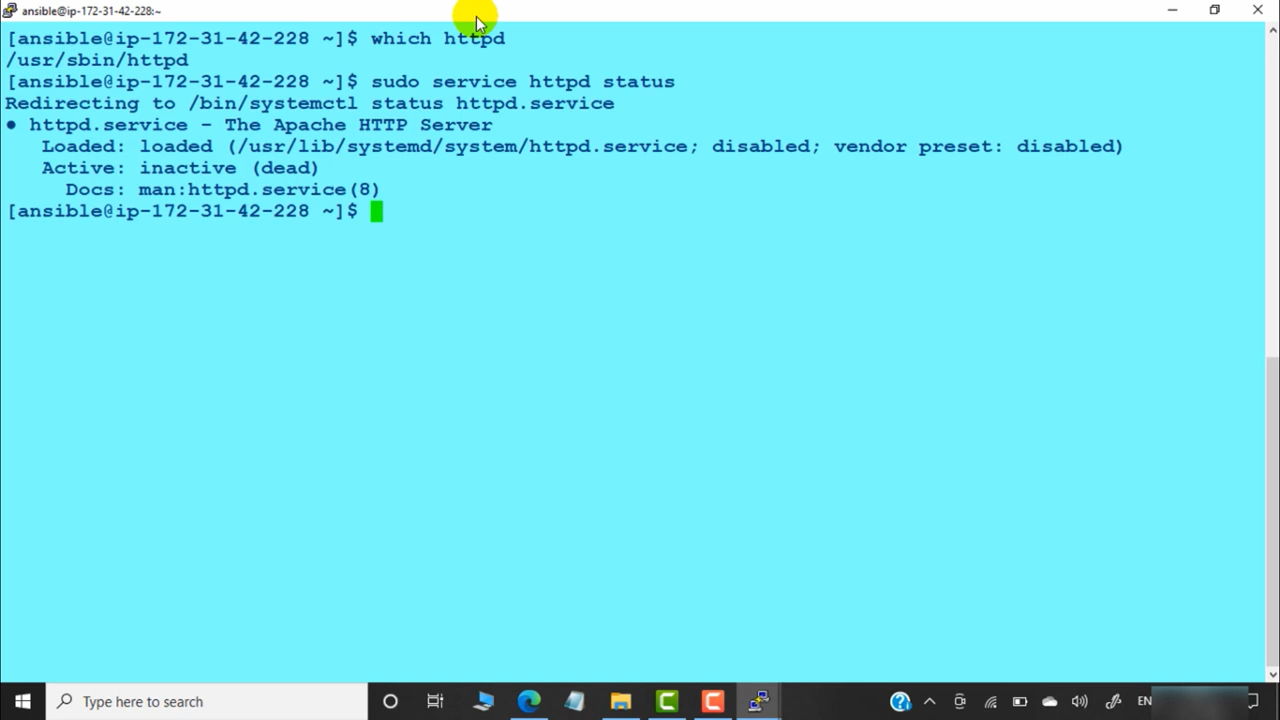 ansible@ip-172-31-42-228:~
[ansible@ip-172-31-42-228 ~]$ which httpd
/usr/sbin/httpd
[ansible@ip-172-31-42-228 ~]$ sudo service httpd status
Redirecting to /bin/systemctl status httpd.service
● httpd.service - The Apache HTTP Server
   Loaded: loaded (/usr/lib/systemd/system/httpd.service; disabled; vendor preset: disabled)
   Active: inactive (dead)
     Docs: man:httpd.service(8)
[ansible@ip-172-31-42-228 ~]$
Type here to search
EN